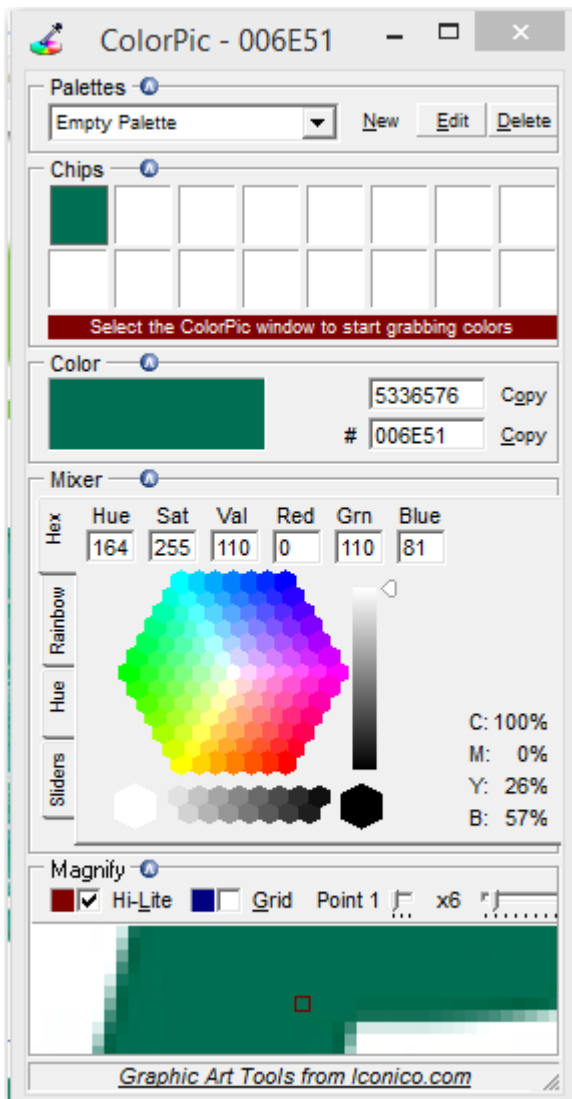 ColorPic - 006E51
Palettes
Empty Palette New Edit Delete
Chips
Select the ColorPic window to start grabbing colors
Color
5336576 Copy
# 006E51 Copy
Mixer
Hex
Rainbow
Hue
Sliders
Hue Sat Val Red Grn Blue
164 255 110 0 110 81
C: 100%
M: 0%
Y: 26%
B: 57%
Magnify
Hi-Lite Grid Point 1 x6
Graphic Art Tools from Iconico.com